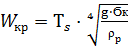 Wкр = Ts · ⁴√(g·бк / ρр)